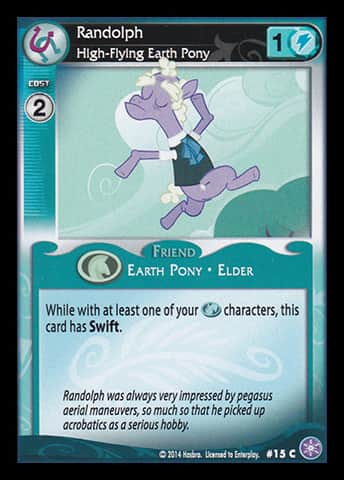 Randolph
High-Flying Earth Pony
1
COST
2
FRIEND
EARTH PONY • ELDER
While with at least one of your characters, this
card has Swift.
Randolph was always very impressed by pegasus
aerial maneuvers, so much so that he picked up
acrobatics as a serious hobby.
© 2014 Hasbro. Licensed to Enterplay. #15 C